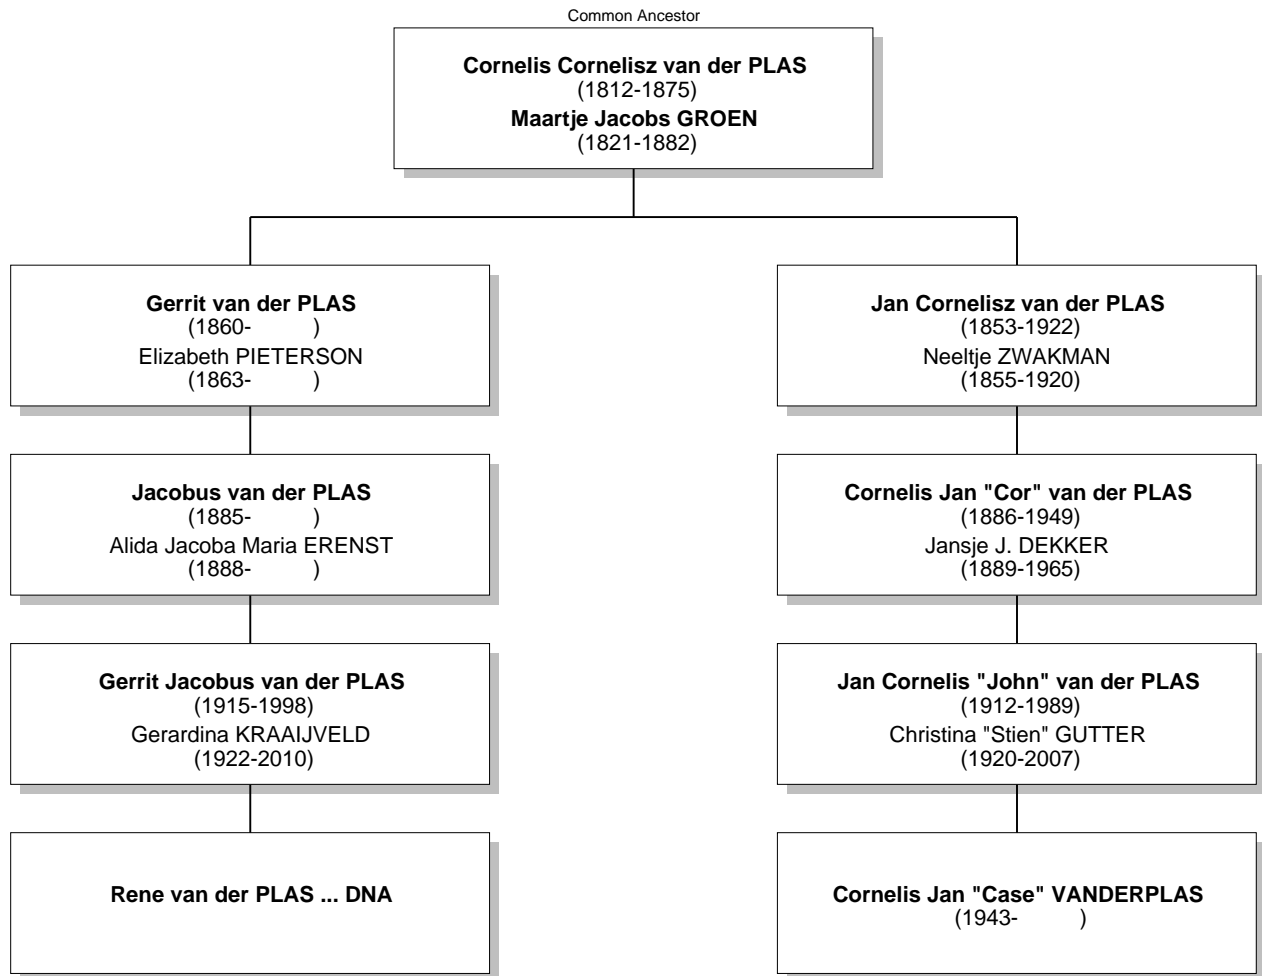 Common Ancestor
Cornelis Cornelisz van der PLAS
(1812-1875)
Maartje Jacobs GROEN
(1821-1882)
Gerrit van der PLAS
(1860-          )
Elizabeth PIETERSON
(1863-          )
Jan Cornelisz van der PLAS
(1853-1922)
Neeltje ZWAKMAN
(1855-1920)
Jacobus van der PLAS
(1885-          )
Alida Jacoba Maria ERENST
(1888-          )
Cornelis Jan "Cor" van der PLAS
(1886-1949)
Jansje J. DEKKER
(1889-1965)
Gerrit Jacobus van der PLAS
(1915-1998)
Gerardina KRAAIJVELD
(1922-2010)
Jan Cornelis "John" van der PLAS
(1912-1989)
Christina "Stien" GUTTER
(1920-2007)
Rene van der PLAS ... DNA
Cornelis Jan "Case" VANDERPLAS
(1943-          )